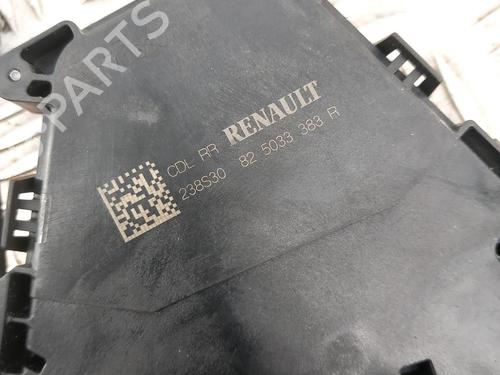 PARTS
CDL RR RENAULT
238S30 82 5033 383 R